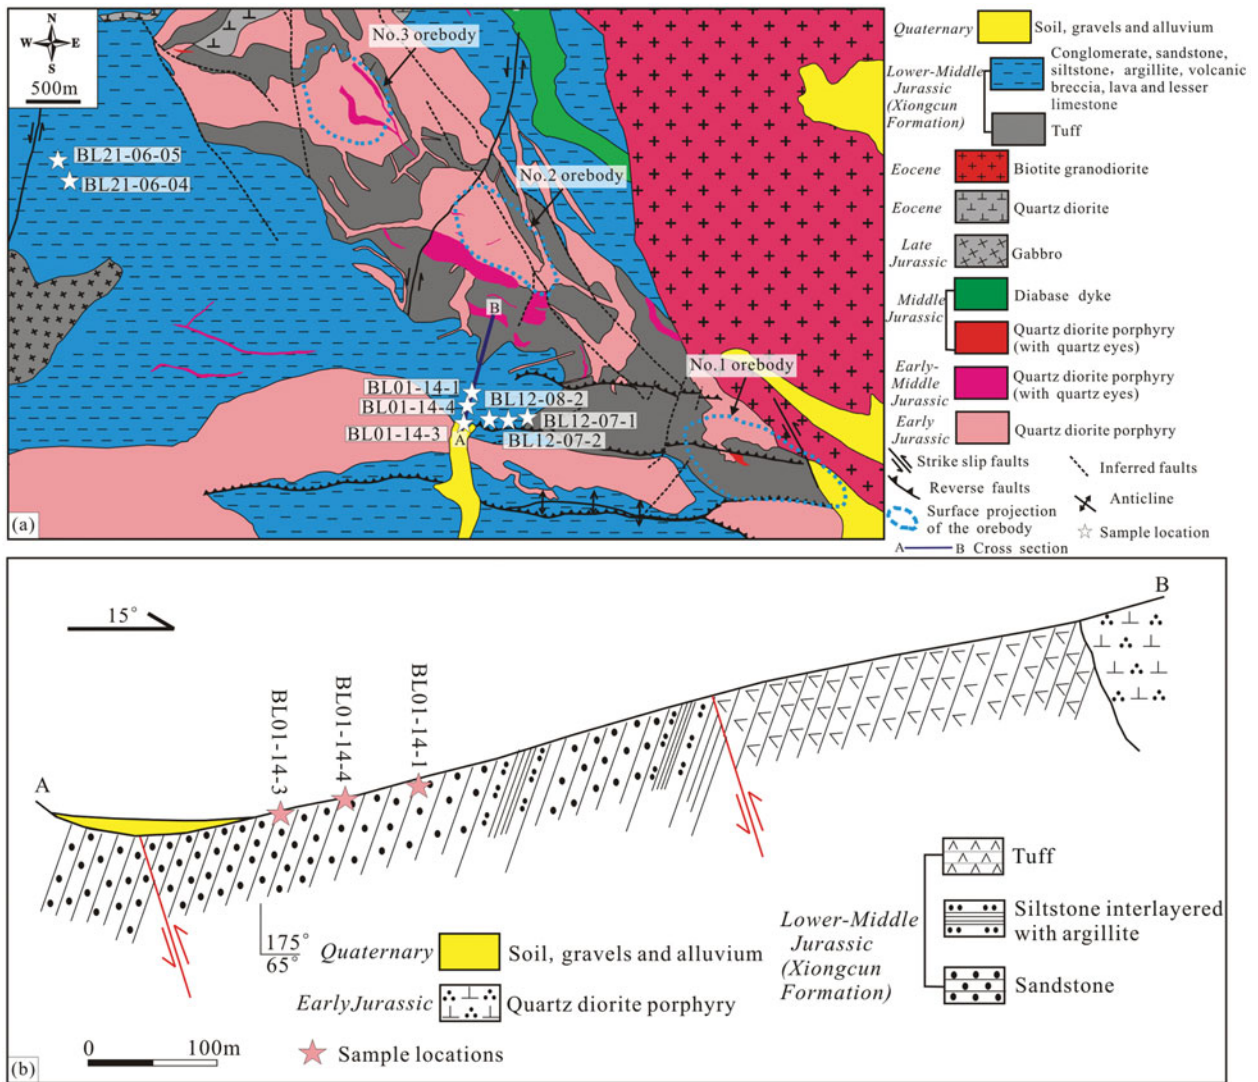 N
W E
S
500m
No.3 orebody
No.2 orebody
No.1 orebody
BL21-06-05
BL21-06-04
B
BL01-14-1
BL01-14-4
BL01-14-3
BL12-08-2
BL12-07-1
BL12-07-2
A
(a)
Quaternary
Soil, gravels and alluvium
Lower-Middle
Jurassic
(Xiongcun
Formation)
Conglomerate, sandstone,
siltstone, argillite, volcanic
breccia, lava and lesser
limestone
Tuff
Eocene
Biotite granodiorite
Eocene
Quartz diorite
Late
Jurassic
Gabbro
Middle
Jurassic
Diabase dyke
Quartz diorite porphyry
(with quartz eyes)
Early-
Middle
Jurassic
Quartz diorite porphyry
(with quartz eyes)
Early
Jurassic
Quartz diorite porphyry
Strike slip faults
Inferred faults
Reverse faults
Anticline
Surface projection
of the orebody
Sample location
A B Cross section
15°
A
BL01-14-3
BL01-14-4
BL01-14-1
B
175°
65°
Quaternary
Soil, gravels and alluvium
Early Jurassic
Quartz diorite porphyry
Sample locations
0 100m
Lower-Middle
Jurassic
(Xiongcun
Formation)
Tuff
Siltstone interlayered
with argillite
Sandstone
(b)